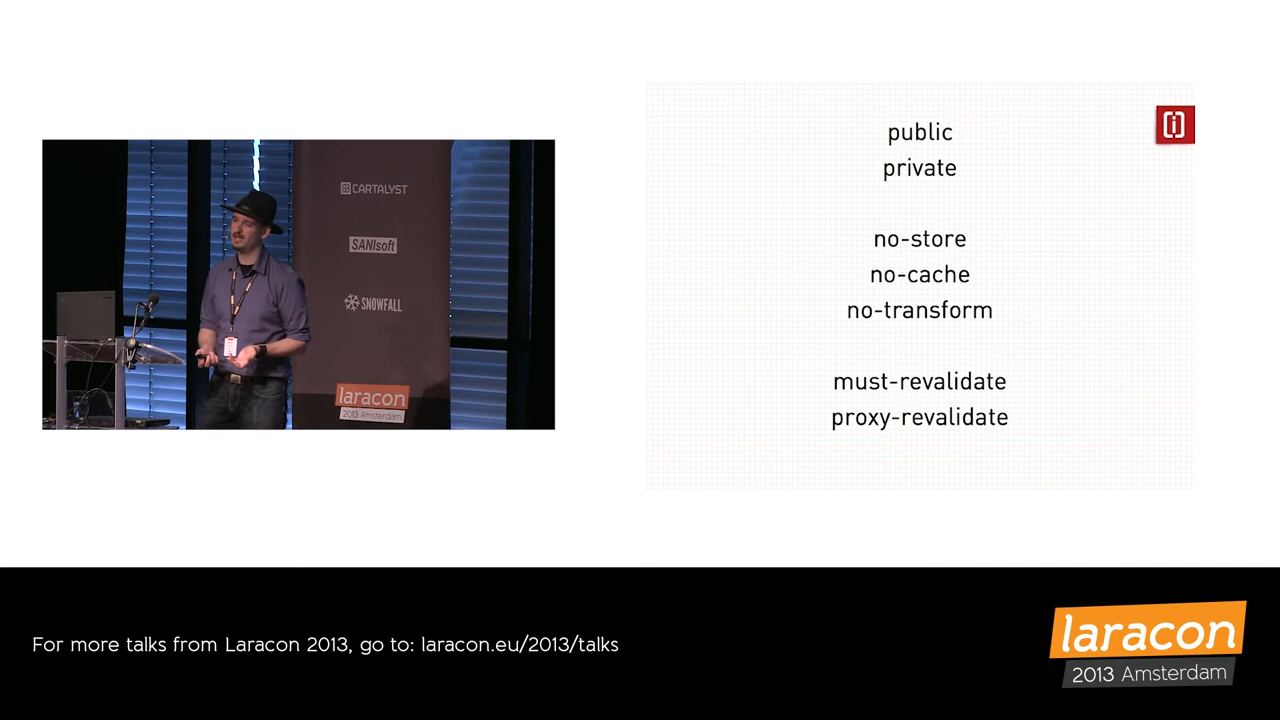 CARTALYST
SANIsoft
SNOWFALL
laracon
2013 Amsterdam
public
private
no-store
no-cache
no-transform
must-revalidate
proxy-revalidate
[i]
For more talks from Laracon 2013, go to: laracon.eu/2013/talks
laracon
2013 Amsterdam